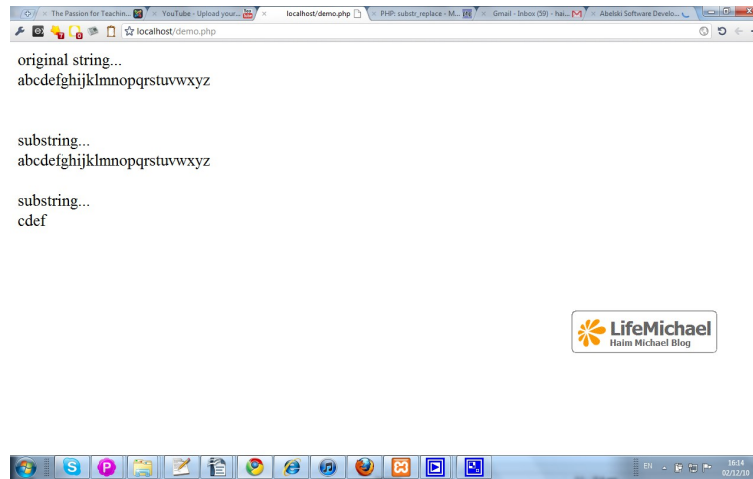 The Passion for Teachin...
YouTube - Upload your...
localhost/demo.php
PHP: substr_replace - M...
Gmail - Inbox (59) - hai...
Abelski Software Develo...
localhost/demo.php
original string...
abcdefghijklmnopqrstuvwxyz
substring...
abcdefghijklmnopqrstuvwxyz
substring...
cdef
LifeMichael
Haim Michael Blog
EN
16:14
02/12/10